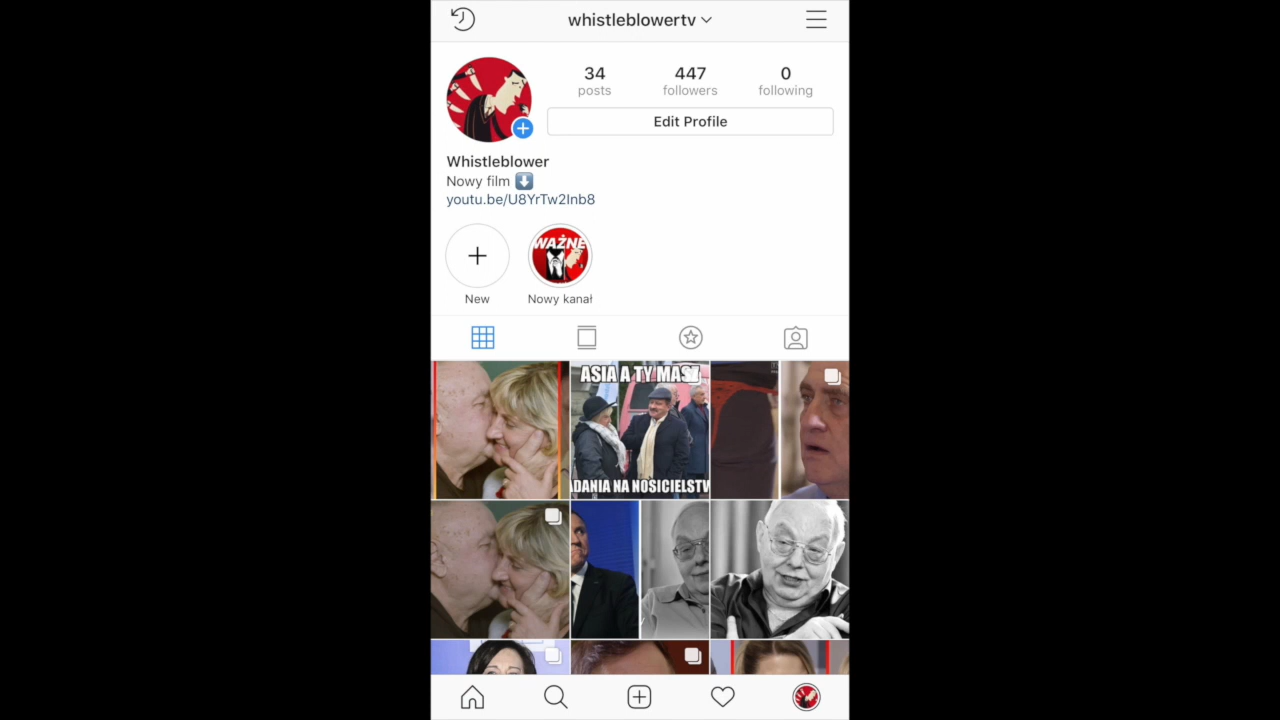 whistleblowertv
34 447 0
posts followers following
Edit Profile
Whistleblower
Nowy film
youtu.be/U8YrTw2Inb8
WAŻNE
New Nowy kanał
ASIA A TY MASZ
ADANIA NA NOSICIELSTW